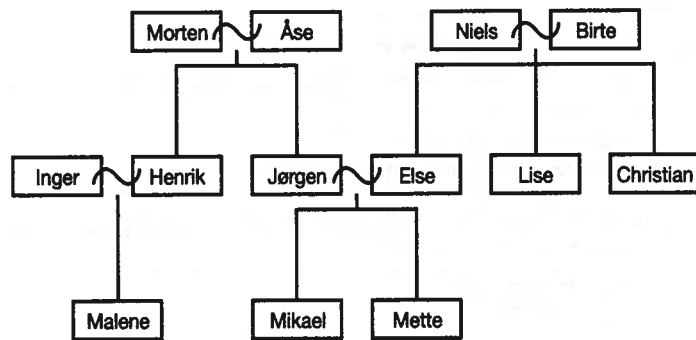 Morten Åse Niels Birte
Inger Henrik Jørgen Else Lise Christian
Malene Mikael Mette